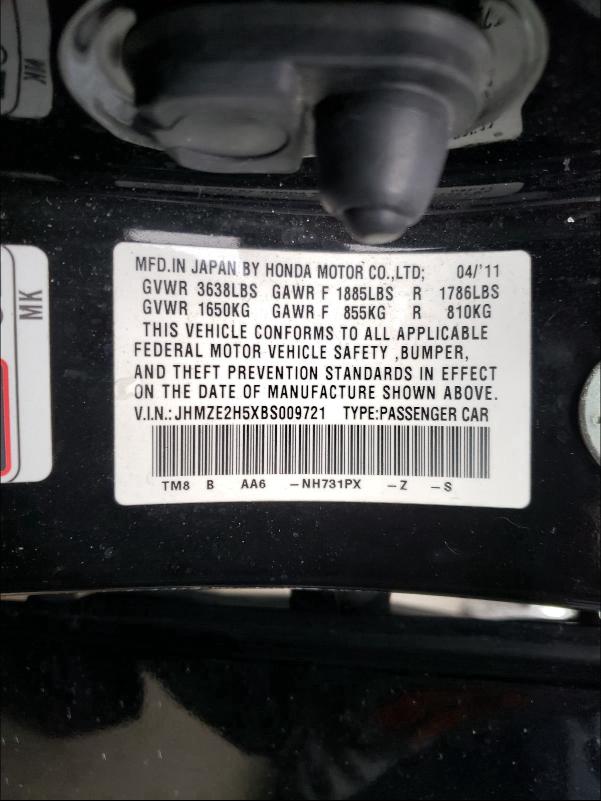 MFD.IN JAPAN BY HONDA MOTOR CO.,LTD; 04/'11
GVWR 3638LBS GAWR F 1885LBS R 1786LBS
GVWR 1650KG GAWR F 855KG R 810KG
THIS VEHICLE CONFORMS TO ALL APPLICABLE
FEDERAL MOTOR VEHICLE SAFETY ,BUMPER,
AND THEFT PREVENTION STANDARDS IN EFFECT
ON THE DATE OF MANUFACTURE SHOWN ABOVE.
V.I.N.:JHMZE2H5XBS009721 TYPE:PASSENGER CAR
TM8 B AA6 -NH731PX -Z -S
MK